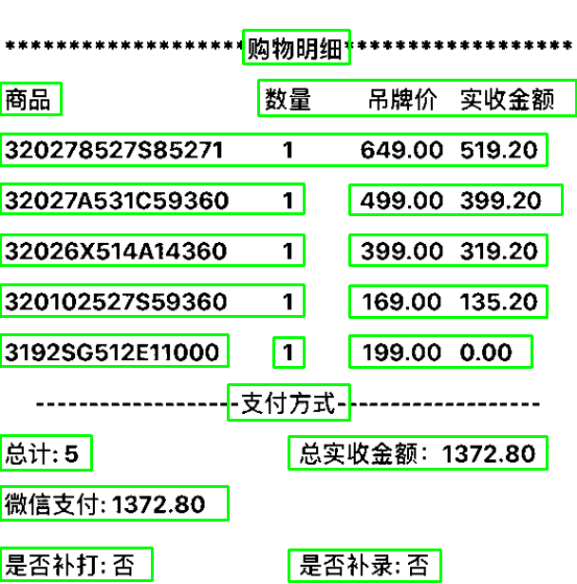 ******************购物明细******************
商品 数量 吊牌价 实收金额
320278527S85271 1 649.00 519.20
32027A531C59360 1 499.00 399.20
32026X514A14360 1 399.00 319.20
320102527S59360 1 169.00 135.20
3192SG512E11000 1 199.00 0.00
-------------------支付方式-------------------
总计: 5 总实收金额: 1372.80
微信支付: 1372.80
是否补打: 否 是否补录: 否